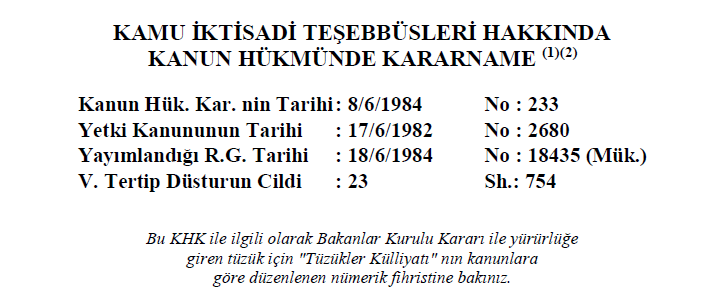 KAMU İKTİSADİ TEŞEBBÜSLERİ HAKKINDA
KANUN HÜKMÜNDE KARARNAME (1)(2)
Kanun Hük. Kar. nin Tarihi: 8/6/1984 No : 233
Yetki Kanununun Tarihi : 17/6/1982 No : 2680
Yayımlandığı R.G. Tarihi : 18/6/1984 No : 18435 (Mük.)
V. Tertip Düsturun Cildi : 23 Sh.: 754
Bu KHK ile ilgili olarak Bakanlar Kurulu Kararı ile yürürlüğe
giren tüzük için "Tüzükler Külliyatı" nın kanunlara
göre düzenlenen nümerik fihristine bakınız.